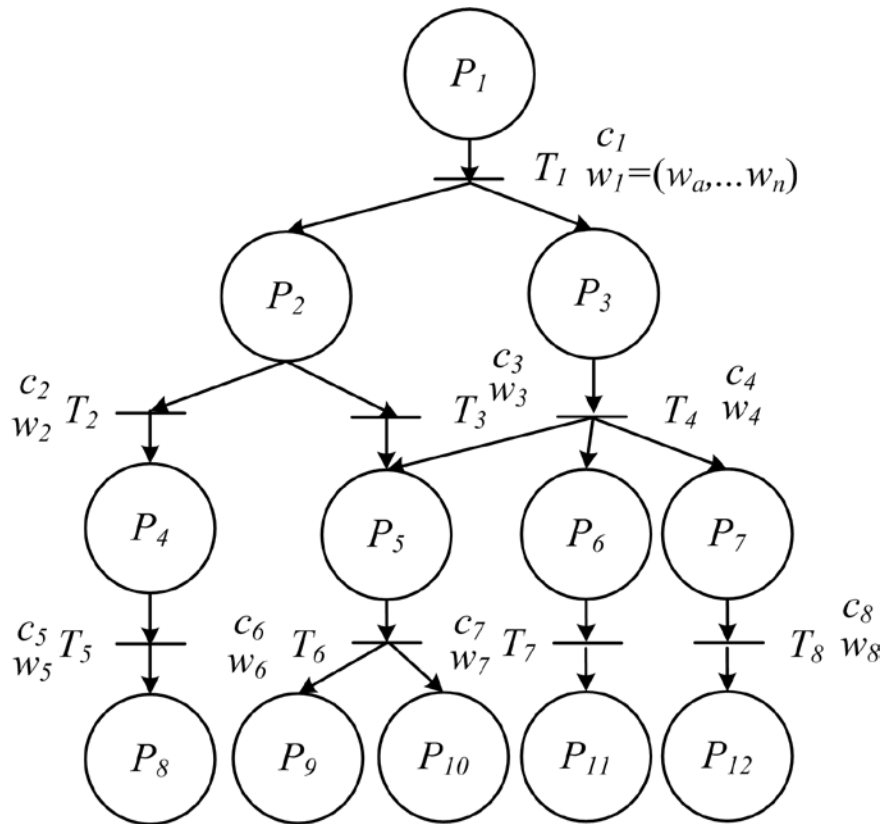 P1
c1
T1 w1=(wa,...wn)
P2 P3
c2 c3 c4
w2 T2 T3 w3 T4 w4
P4 P5 P6 P7
c5 c6 c7 c8
w5 T5 w6 T6 w7 T7 T8 w8
P8 P9 P10 P11 P12